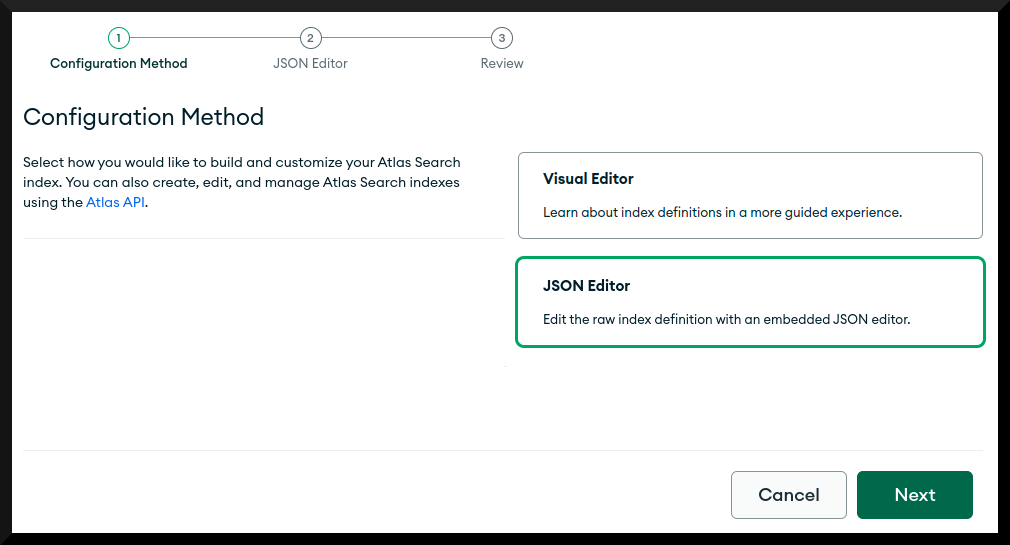 1 2 3
Configuration Method JSON Editor Review
Configuration Method
Select how you would like to build and customize your Atlas Search
index. You can also create, edit, and manage Atlas Search indexes
using the Atlas API.
Visual Editor
Learn about index definitions in a more guided experience.
JSON Editor
Edit the raw index definition with an embedded JSON editor.
Cancel Next